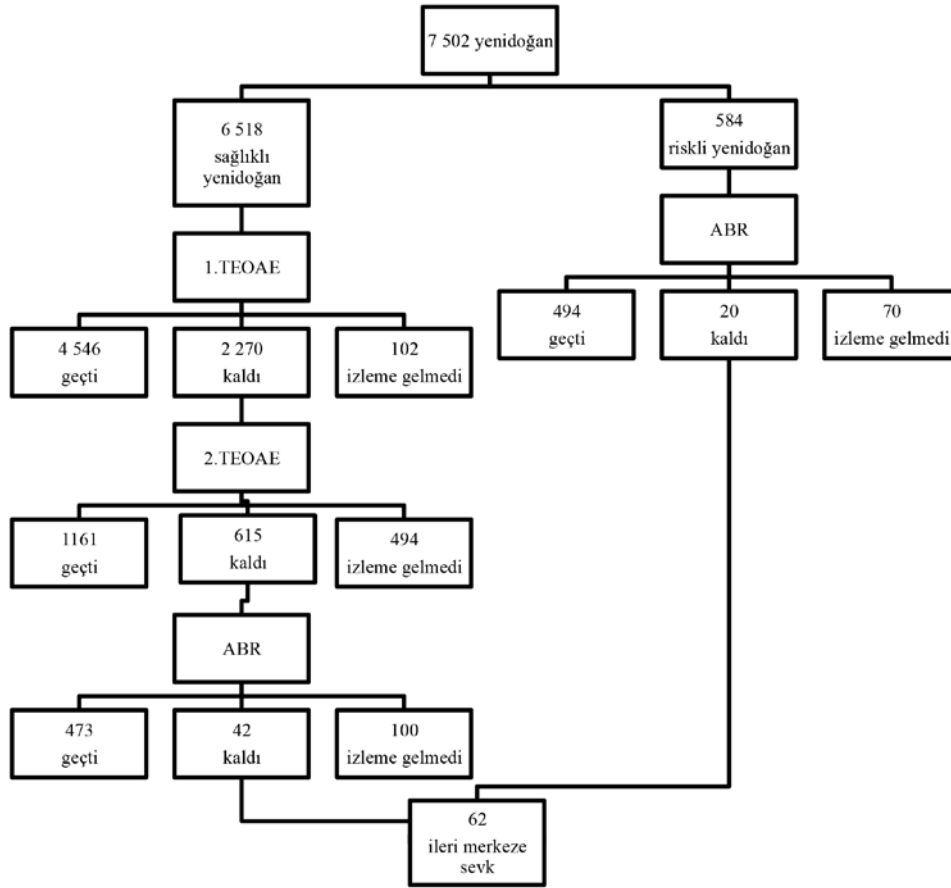 7 502 yenidoğan
6 518
sağlıklı
yenidoğan
584
riskli yenidoğan
1.TEOAE
ABR
4 546
geçti
2 270
kaldı
102
izleme gelmedi
494
geçti
20
kaldı
70
izleme gelmedi
2.TEOAE
1161
geçti
615
kaldı
494
izleme gelmedi
ABR
473
geçti
42
kaldı
100
izleme gelmedi
62
ileri merkeze
sevk